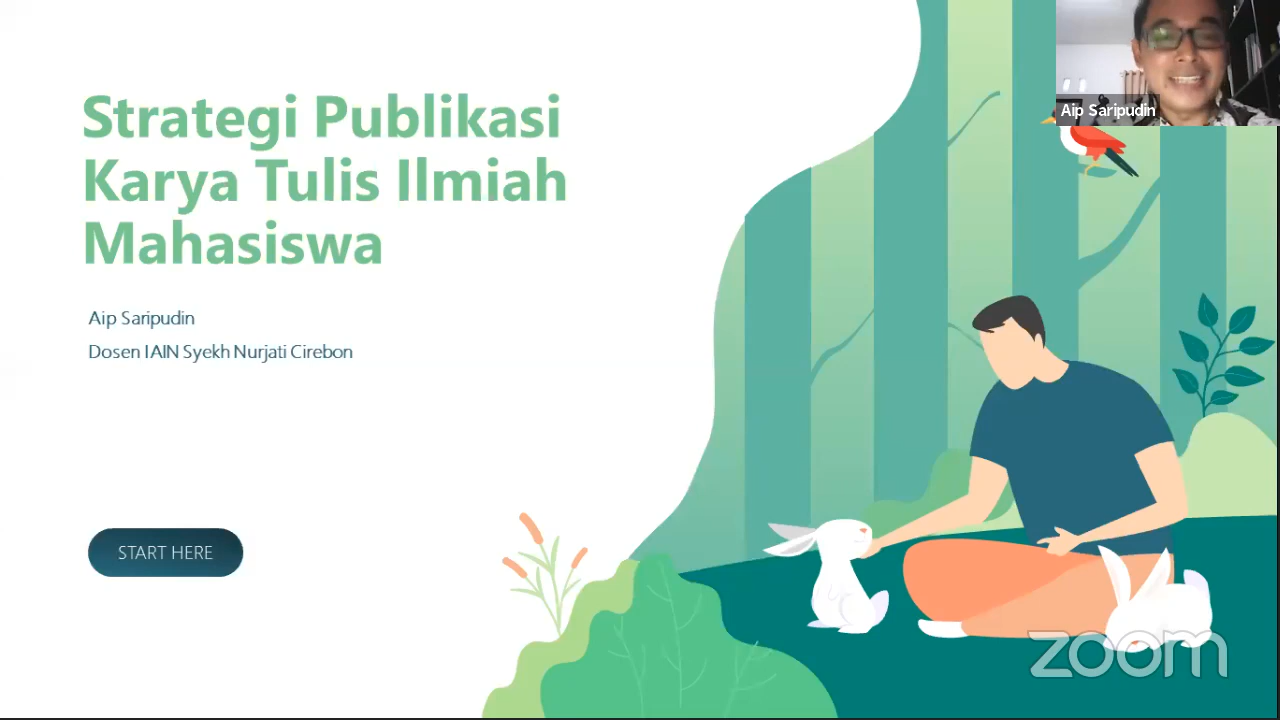 Strategi Publikasi
Karya Tulis Ilmiah
Mahasiswa
Aip Saripudin
Dosen IAIN Syekh Nurjati Cirebon
START HERE
Aip Saripudin
zoom